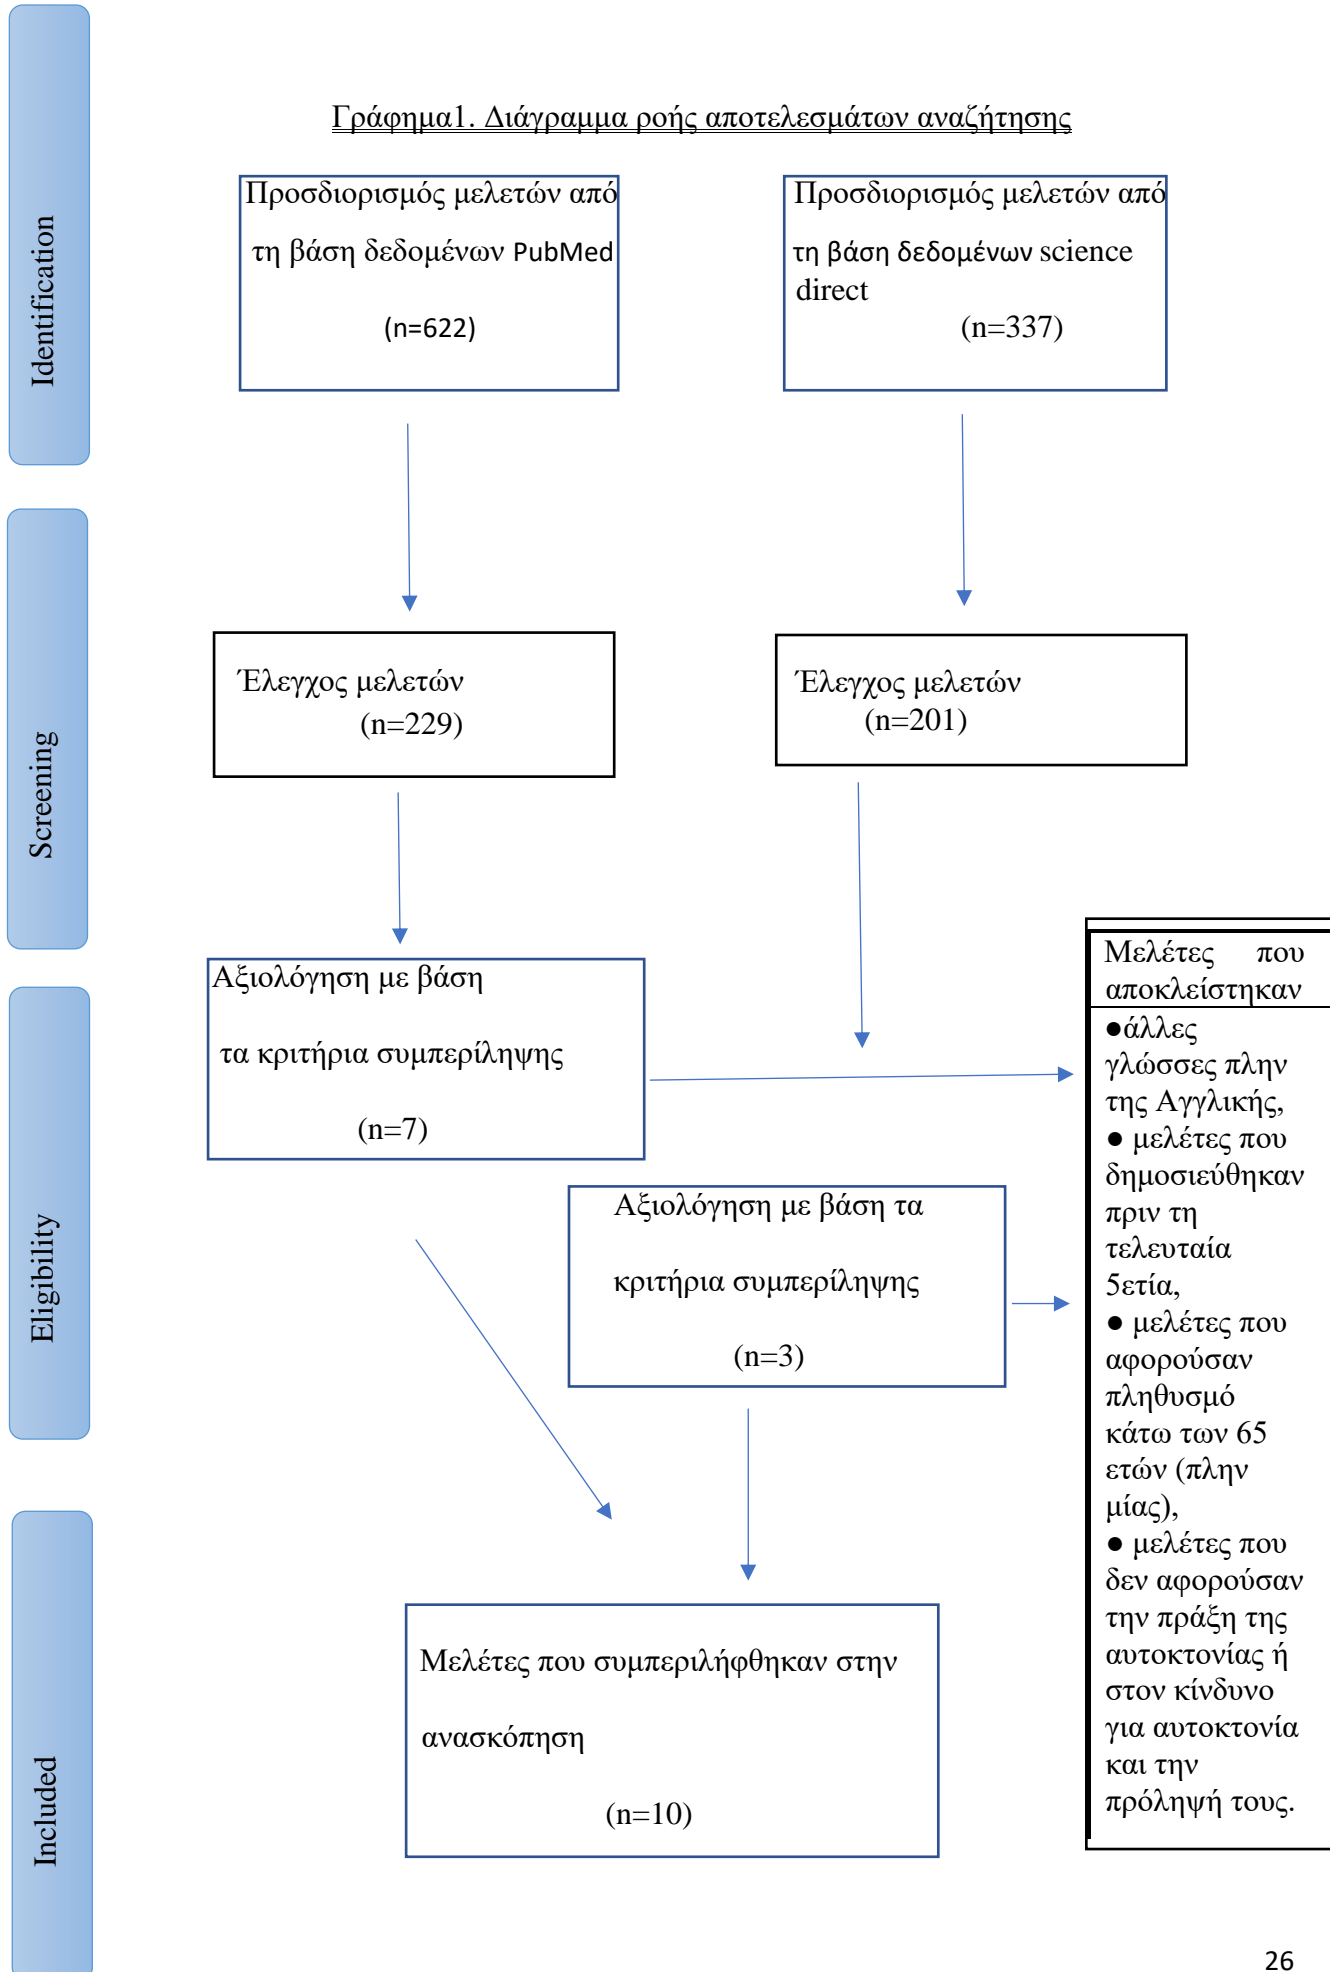 Γράφημα1. Διάγραμμα ροής αποτελεσμάτων αναζήτησης
Identification
Προσδιορισμός μελετών από
τη βάση δεδομένων PubMed
(n=622)
Προσδιορισμός μελετών από
τη βάση δεδομένων science
direct
(n=337)
Screening
Έλεγχος μελετών
(n=229)
Έλεγχος μελετών
(n=201)
Eligibility
Αξιολόγηση με βάση
τα κριτήρια συμπερίληψης
(n=7)
Αξιολόγηση με βάση τα
κριτήρια συμπερίληψης
(n=3)
Μελέτες που
αποκλείστηκαν
●άλλες
γλώσσες πλην
της Αγγλικής,
● μελέτες που
δημοσιεύθηκαν
πριν τη
τελευταία
5ετία,
● μελέτες που
αφορούσαν
πληθυσμό
κάτω των 65
ετών (πλην
μίας),
● μελέτες που
δεν αφορούσαν
την πράξη της
αυτοκτονίας ή
στον κίνδυνο
για αυτοκτονία
και την
πρόληψή τους.
Included
Μελέτες που συμπεριλήφθηκαν στην
ανασκόπηση
(n=10)
26